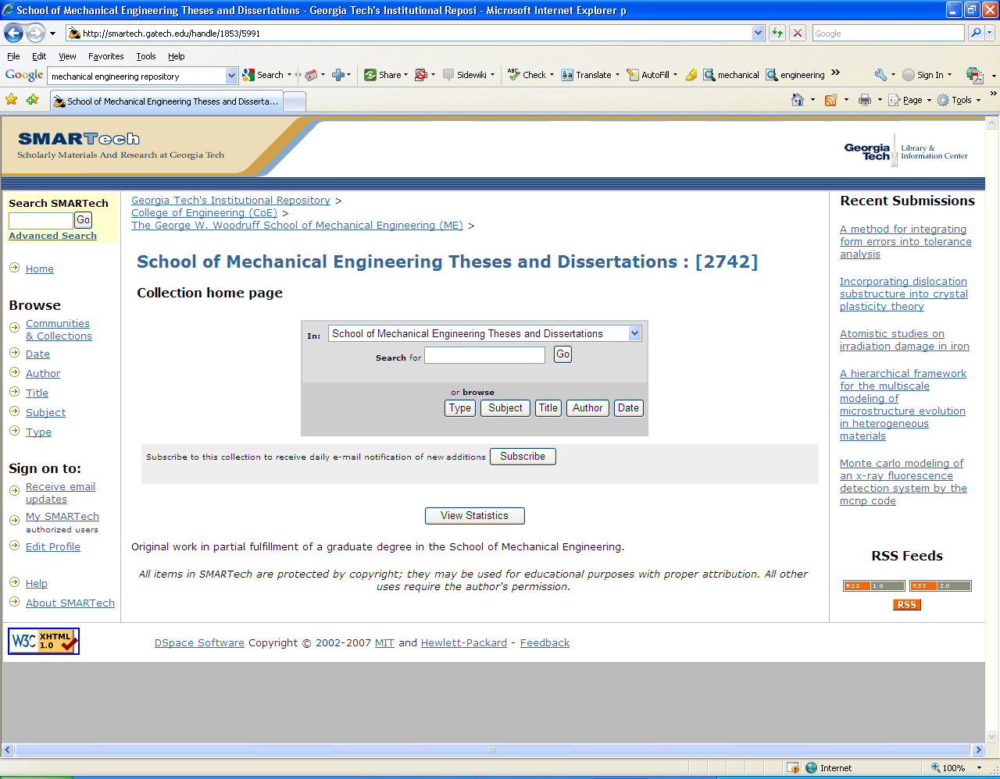 School of Mechanical Engineering Theses and Dissertations - Georgia Tech's Institutional Reposi - Microsoft Internet Explorer p
http://smartech.gatech.edu/handle/1853/5991
Google
File Edit View Favorites Tools Help
Google mechanical engineering repository Search Share Sidewiki Check Translate AutoFill mechanical engineering Sign In
School of Mechanical Engineering Theses and Disserta...
Page Tools
SMARTech
Scholarly Materials And Research at Georgia Tech
Georgia Tech
Library & Information Center
Search SMARTech
Go
Advanced Search
Home
Browse
Communities
& Collections
Date
Author
Title
Subject
Type
Sign on to:
Receive email
updates
My SMARTech
authorized users
Edit Profile
Help
About SMARTech
Georgia Tech's Institutional Repository >
College of Engineering (CoE) >
The George W. Woodruff School of Mechanical Engineering (ME) >
School of Mechanical Engineering Theses and Dissertations : [2742]
Collection home page
In: School of Mechanical Engineering Theses and Dissertations
Search for Go
or browse
Type Subject Title Author Date
Subscribe to this collection to receive daily e-mail notification of new additions Subscribe
View Statistics
Original work in partial fulfillment of a graduate degree in the School of Mechanical Engineering.
All items in SMARTech are protected by copyright; they may be used for educational purposes with proper attribution. All other
uses require the author's permission.
Recent Submissions
A method for integrating
form errors into tolerance
analysis
Incorporating dislocation
substructure into crystal
plasticity theory
Atomistic studies on
irradiation damage in iron
A hierarchical framework
for the multiscale
modeling of
microstructure evolution
in heterogeneous
materials
Monte carlo modeling of
an x-ray fluorescence
detection system by the
mcnp code
RSS Feeds
RSS 1.0 RSS 2.0
RSS
W3C XHTML 1.0
DSpace Software Copyright © 2002-2007 MIT and Hewlett-Packard - Feedback
Internet 100%